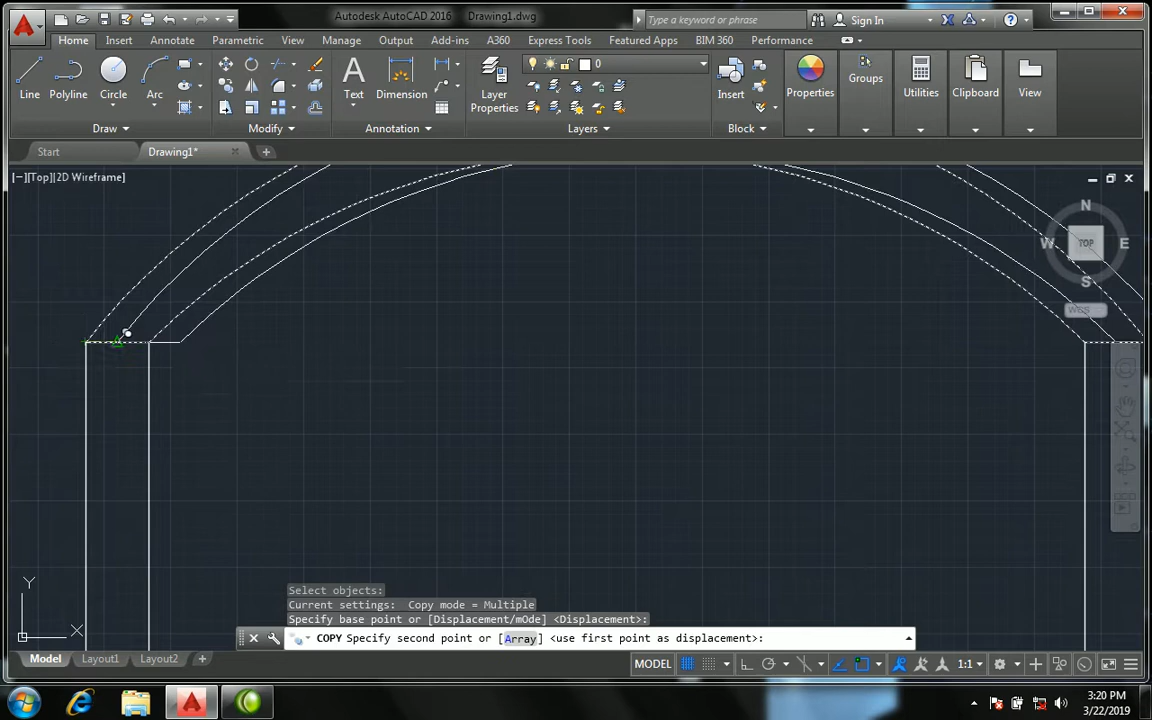 Autodesk AutoCAD 2016 Drawing1.dwg
Type a keyword or phrase
Sign In
Home Insert Annotate Parametric View Manage Output Add-ins A360 Express Tools Featured Apps BIM 360 Performance
Line Polyline Circle Arc
Text Dimension
Layer Properties
0
Insert
Properties Groups Utilities Clipboard View
Draw Modify Annotation Layers Block
Start Drawing1*
[−][Top][2D Wireframe]
N
W TOP E
S
WCS
Y
X
Select objects:
Current settings: Copy mode = Multiple
Specify base point or [Displacement/mOde] <Displacement>:
COPY Specify second point or [Array] <use first point as displacement>:
Model Layout1 Layout2 +
MODEL 1:1
3:20 PM
3/22/2019